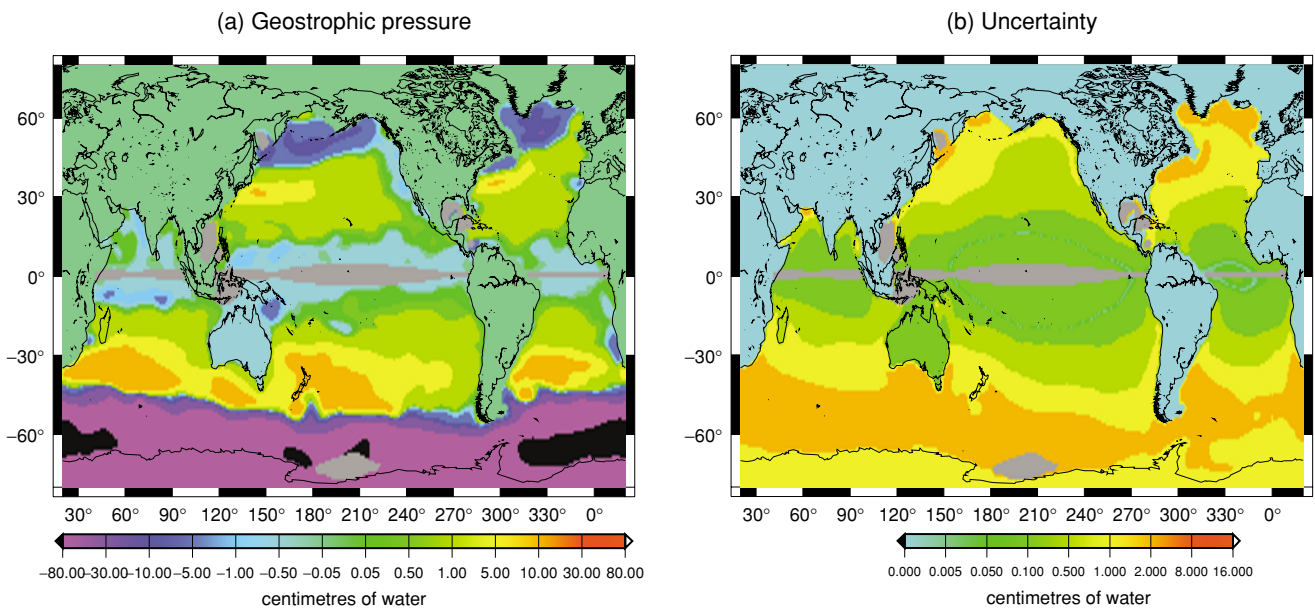 (a) Geostrophic pressure
(b) Uncertainty
60°
30°
0°
−30°
−60°
30° 60° 90° 120° 150° 180° 210° 240° 270° 300° 330° 0°
−80.00 −30.00 −10.00 −5.00 −1.00 −0.50 −0.05 0.05 0.50 1.00 5.00 10.00 30.00 80.00
centimetres of water
60°
30°
0°
−30°
−60°
30° 60° 90° 120° 150° 180° 210° 240° 270° 300° 330° 0°
0.000 0.005 0.050 0.100 0.500 1.000 2.000 8.000 16.000
centimetres of water